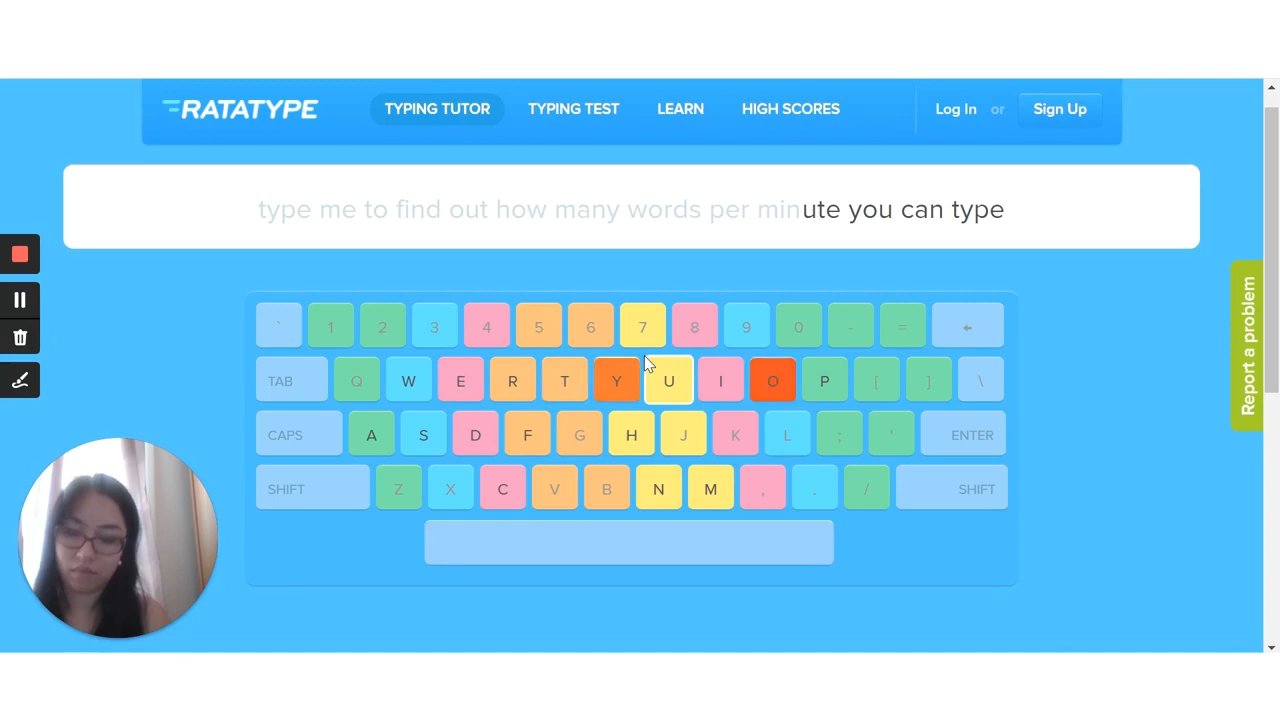 RATATYPE TYPING TUTOR TYPING TEST LEARN HIGH SCORES Log In or Sign Up
type me to find out how many words per minute you can type
` 1 2 3 4 5 6 7 8 9 0 - = ←
TAB Q W E R T Y U I O P [ ] \
CAPS A S D F G H J K L ; ' ENTER
SHIFT Z X C V B N M , . / SHIFT
Report a problem